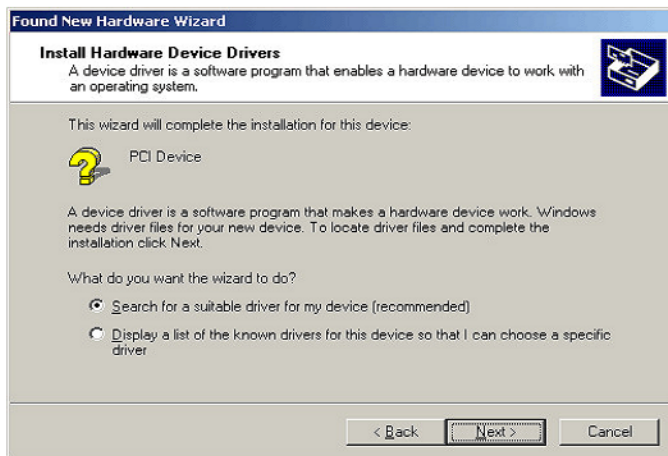 Found New Hardware Wizard
Install Hardware Device Drivers
A device driver is a software program that enables a hardware device to work with
an operating system.
This wizard will complete the installation for this device:
PCI Device
A device driver is a software program that makes a hardware device work. Windows
needs driver files for your new device. To locate driver files and complete the
installation click Next.
What do you want the wizard to do?
Search for a suitable driver for my device (recommended)
Display a list of the known drivers for this device so that I can choose a specific
driver
< Back
Next >
Cancel